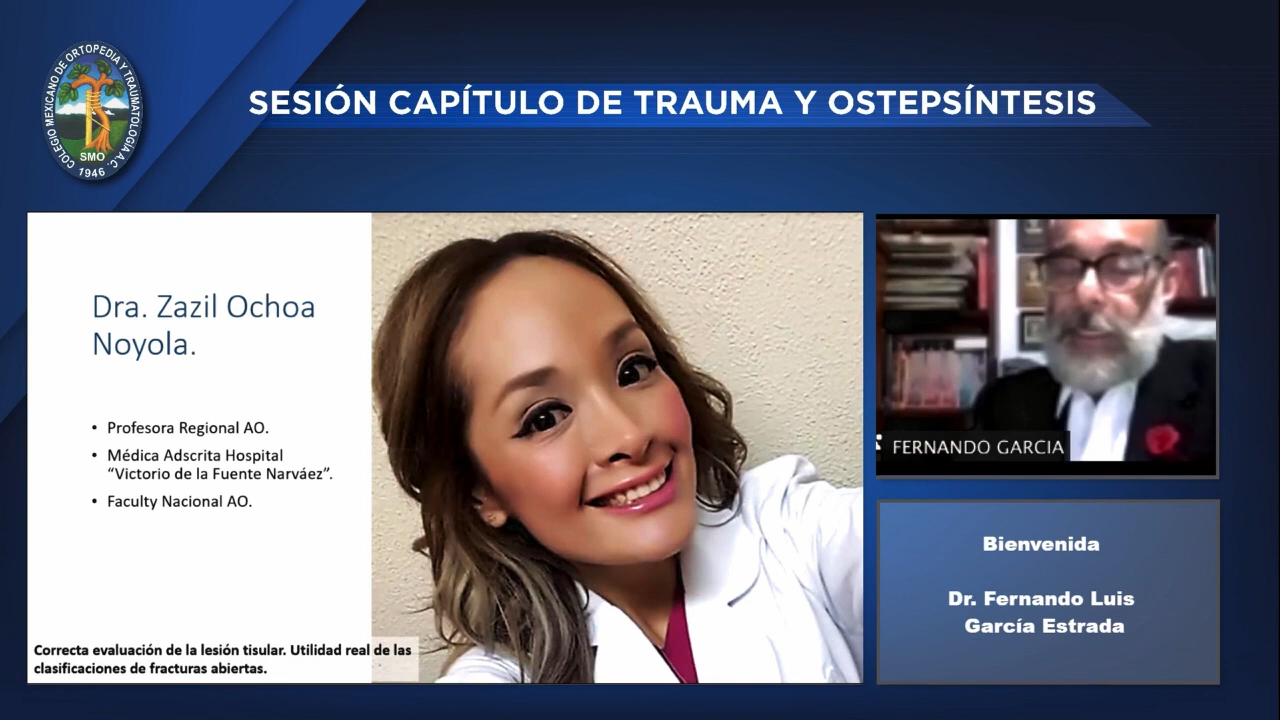 COLEGIO MEXICANO DE ORTOPEDIA Y TRAUMATOLOGIA A.C.
SMO
1946
SESIÓN CAPÍTULO DE TRAUMA Y OSTEPSÍNTESIS
Dra. Zazil Ochoa
Noyola.
• Profesora Regional AO.
• Médica Adscrita Hospital
“Victorio de la Fuente Narváez”.
• Faculty Nacional AO.
Correcta evaluación de la lesión tisular. Utilidad real de las
clasificaciones de fracturas abiertas.
FERNANDO GARCIA
Bienvenida
Dr. Fernando Luis
García Estrada